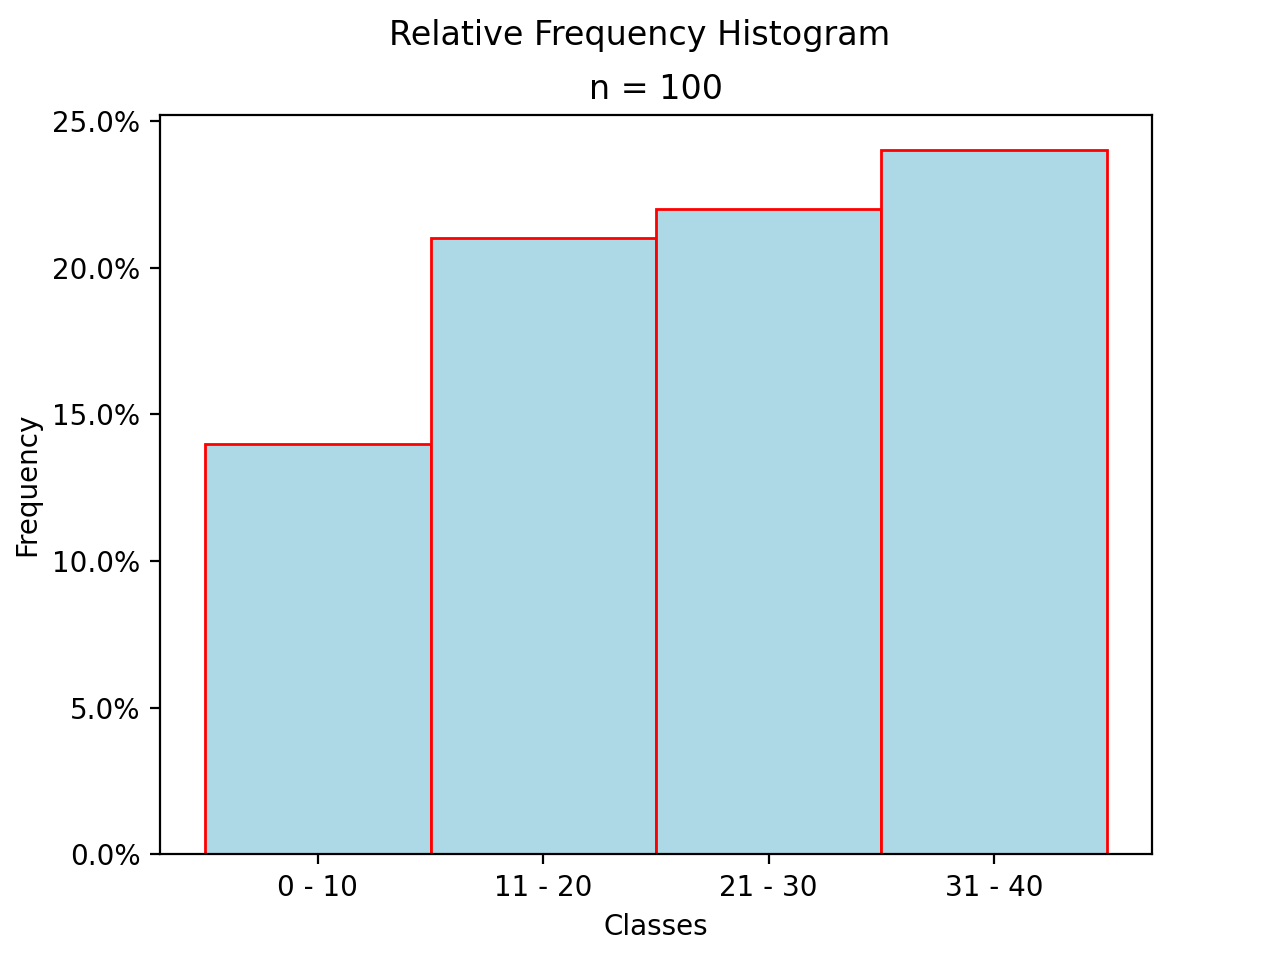 Relative Frequency Histogram
n = 100
25.0%
20.0%
15.0%
10.0%
5.0%
0.0%
Frequency
0 - 10
11 - 20
21 - 30
31 - 40
Classes